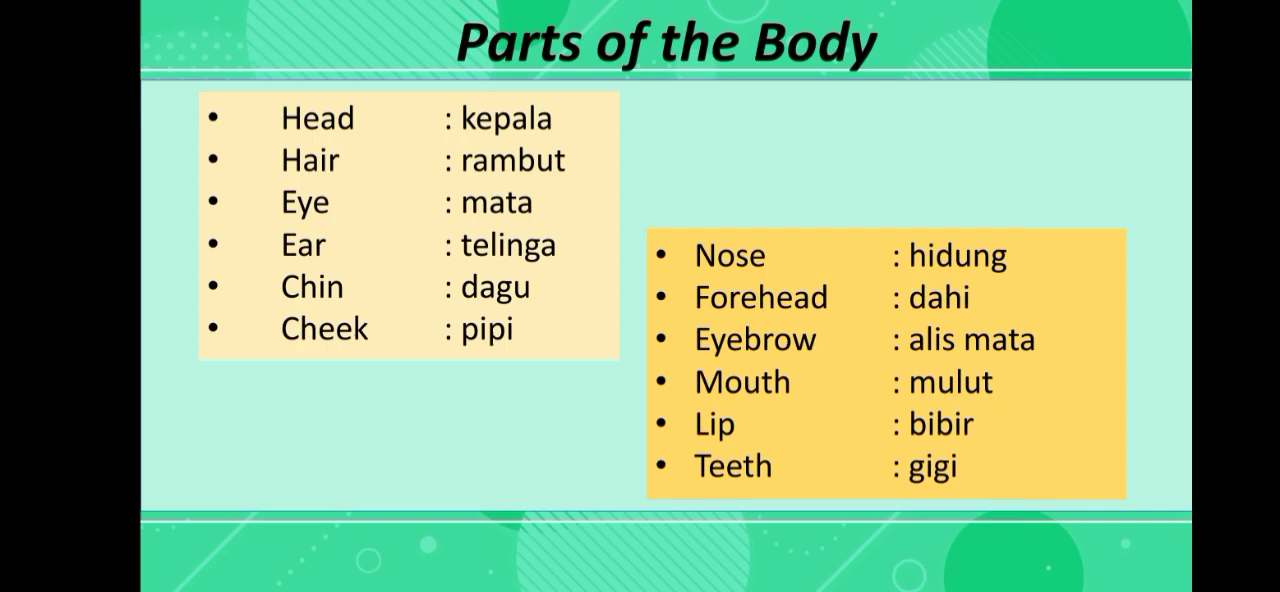 Parts of the Body
• Head : kepala
• Hair : rambut
• Eye : mata
• Ear : telinga
• Chin : dagu
• Cheek : pipi
• Nose : hidung
• Forehead : dahi
• Eyebrow : alis mata
• Mouth : mulut
• Lip : bibir
• Teeth : gigi